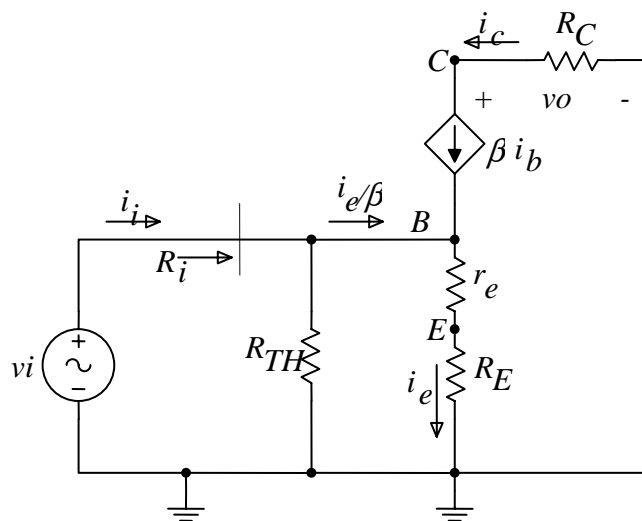 i_c
R_C
C
+ vo -
β i_b
i_i
i_e/β
B
R_i
r_e
E
R_TH
vi
+
−
i_e
R_E